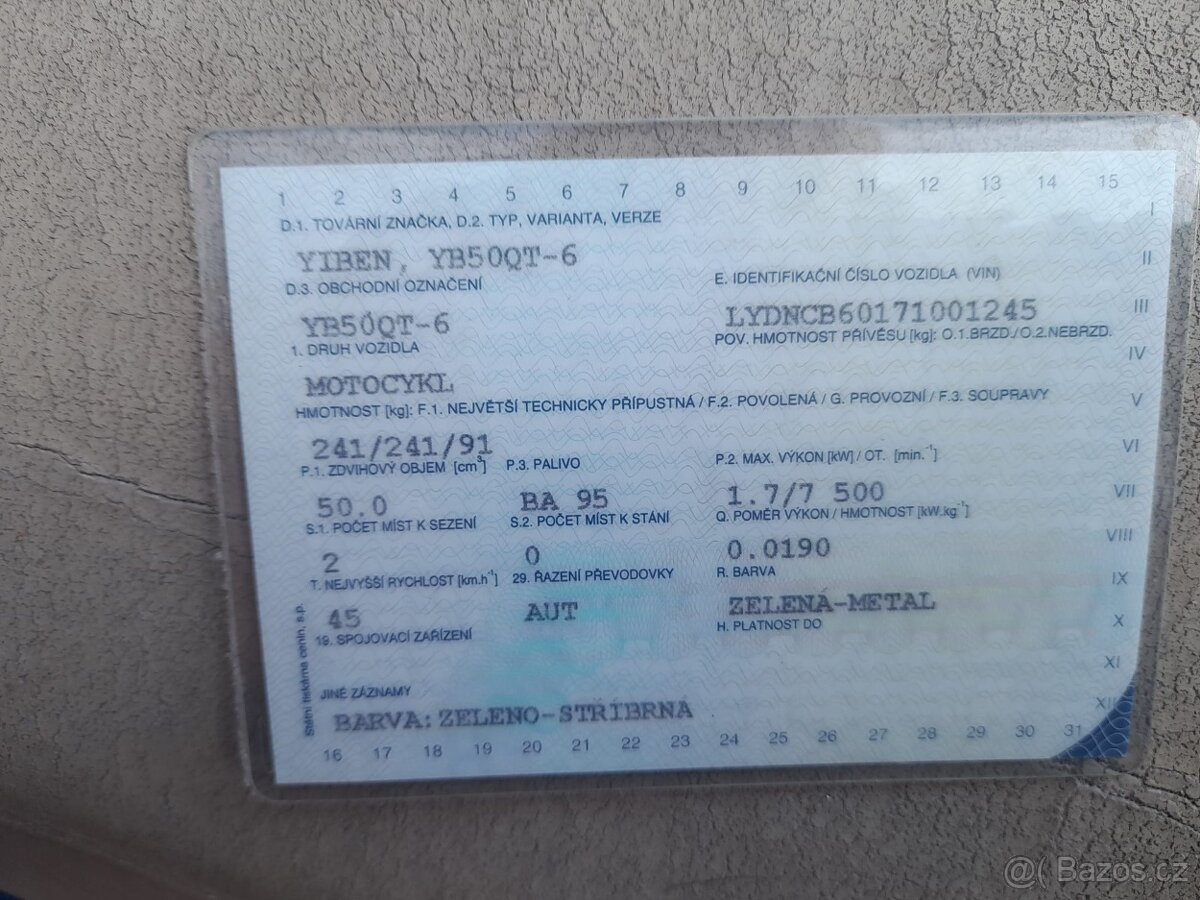 1 2 3 4 5 6 7 8 9 10 11 12 13 14 15
D.1. TOVÁRNÍ ZNAČKA, D.2. TYP, VARIANTA, VERZE
I
YIBEN, YB50QT-6
II
D.3. OBCHODNÍ OZNAČENÍ
E. IDENTIFIKAČNÍ ČÍSLO VOZIDLA (VIN)
YB50QT-6
LYDNCB60171001245
III
1. DRUH VOZIDLA
POV. HMOTNOST PŘÍVĚSU [kg]: O.1.BRZD./O.2.NEBRZD.
IV
MOTOCYKL
HMOTNOST [kg]: F.1. NEJVĚTŠÍ TECHNICKY PŘÍPUSTNÁ / F.2. POVOLENÁ / G. PROVOZNÍ / F.3. SOUPRAVY
V
241/241/91
VI
P.1. ZDVIHOVÝ OBJEM [cm³]
P.3. PALIVO
P.2. MAX. VÝKON [kW] / OT. [min.⁻¹]
50.0
BA 95
1.7/7 500
VII
S.1. POČET MÍST K SEZENÍ
S.2. POČET MÍST K STÁNÍ
Q. POMĚR VÝKON / HMOTNOST [kW.kg⁻¹]
2
0
0.0190
VIII
T. NEJVYŠŠÍ RYCHLOST [km.h⁻¹]
29. ŘAZENÍ PŘEVODOVKY
R. BARVA
IX
45
AUT
ZELENÁ-METAL
X
19. SPOJOVACÍ ZAŘÍZENÍ
H. PLATNOST DO
XI
JINÉ ZÁZNAMY
XII
BARVA: ZELENO-STŘÍBRNÁ
16 17 18 19 20 21 22 23 24 25 26 27 28 29 30 31
Státní tiskárna cenin, s.p.
@( Bazos.cz